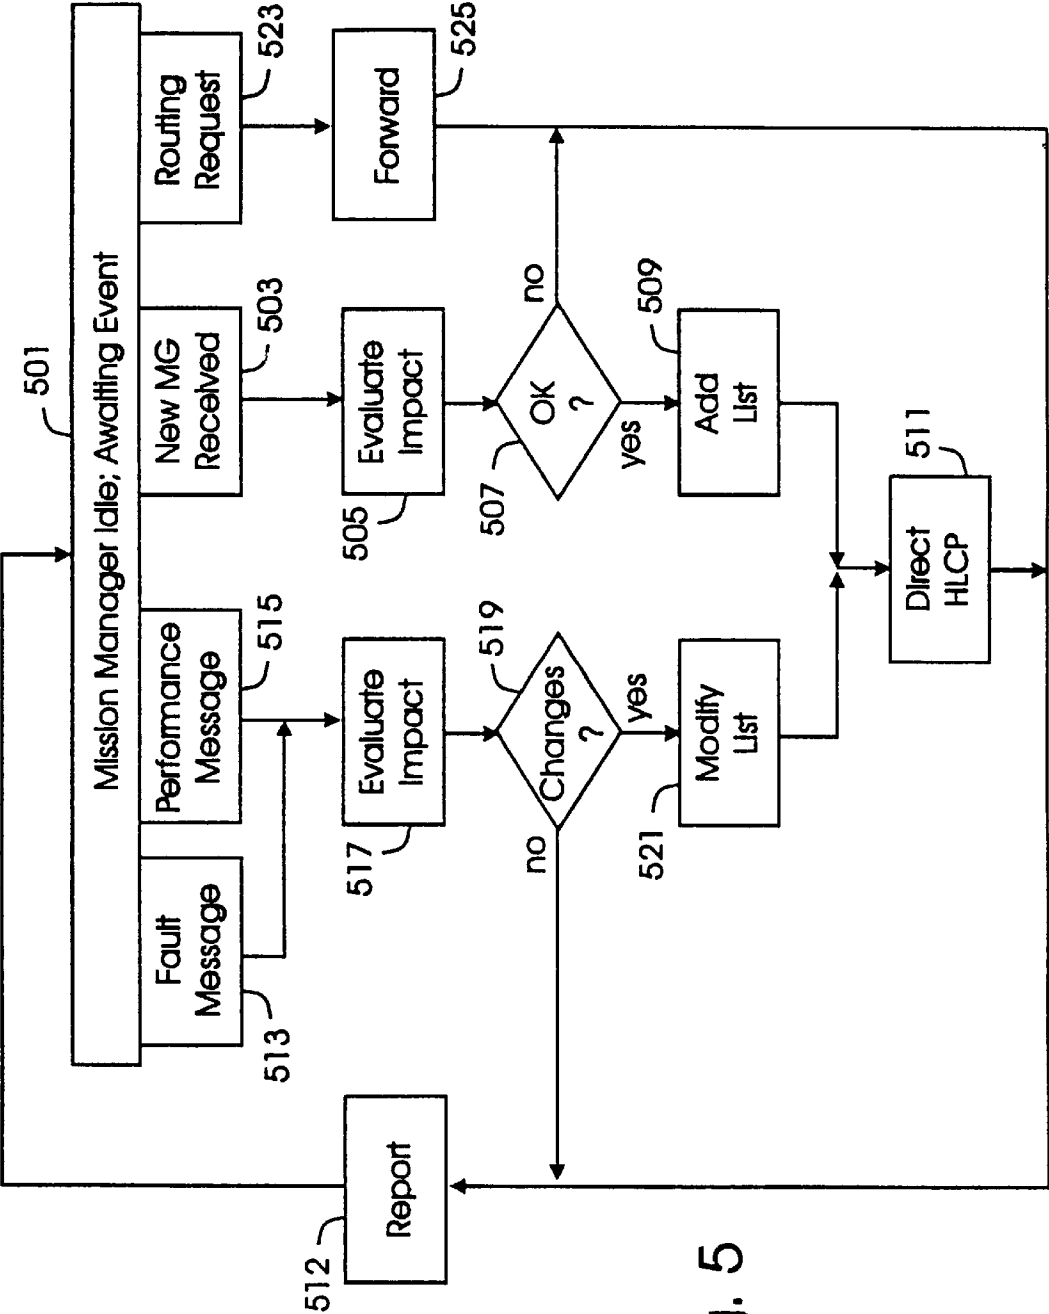 501
Mission Manager Idle; Awaiting Event
Fault
Message
513
Performance
Message
515
New MG
Received
503
Routing
Request
523
512
Report
517
Evaluate
Impact
505
Evaluate
Impact
Forward
525
no
Changes
?
519
yes
507
OK
?
no
yes
521
Modify
List
Add
List
509
Direct
HLCP
511
. 5